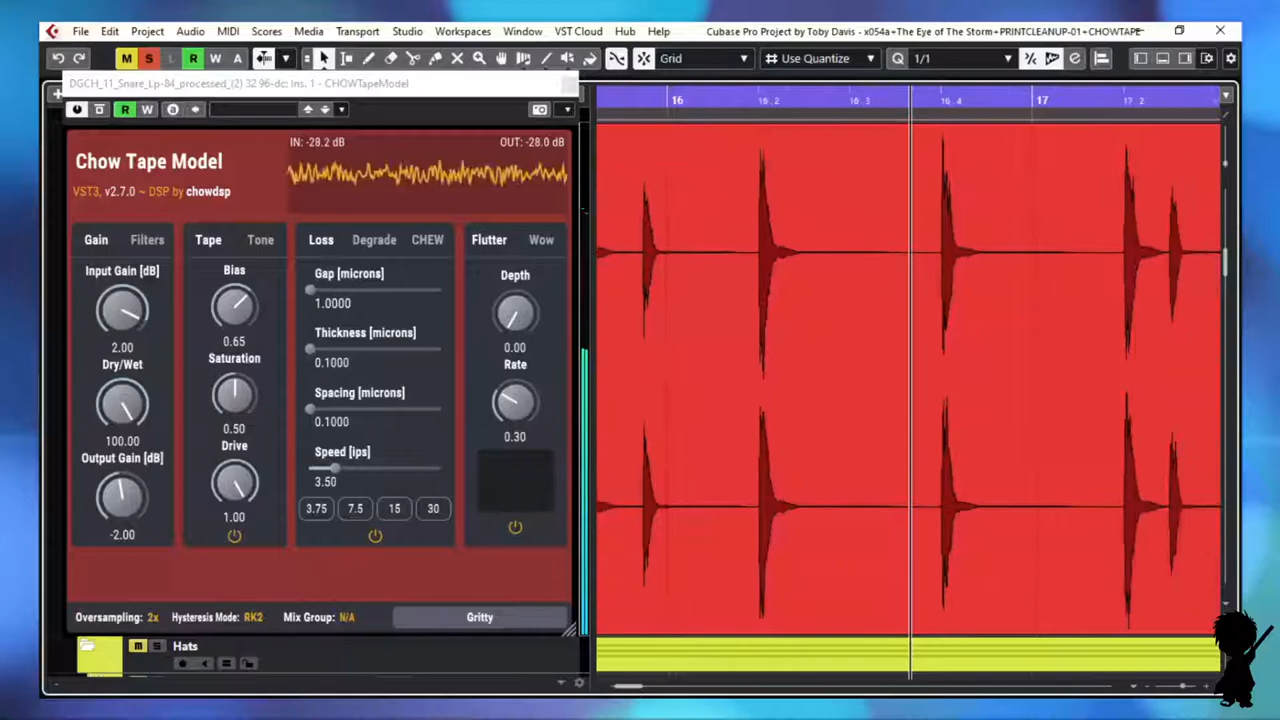 File Edit Project Audio MIDI Scores Media Transport Studio Workspaces VST Cloud Window Hub Help Cubase Pro Project by Toby Davis - x054a+The Eye of The Storm+PRINTCLEANUP-01+CHOWTAPE
M S L R W A Grid Use Quantize 1/1
DGCH_11_Snare_Lp-84_processed_(2) 32 96-dc: Ins. 1 - CHOWTapeModel
R W
16 16. 2 16. 3 16. 4 17 17. 2
Chow Tape Model
VST3, v2.7.0 ~ DSP by chowdsp
IN: -28.2 dB OUT: -28.0 dB
Gain Filters
Input Gain [dB]
2.00
Dry/Wet
100.00
Output Gain [dB]
-2.00
Tape Tone
Bias
0.65
Saturation
0.50
Drive
1.00
Loss Degrade CHEW
Gap [microns]
1.0000
Thickness [microns]
0.1000
Spacing [microns]
0.1000
Speed [ips]
3.50
3.75 7.5 15 30
Flutter Wow
Depth
0.00
Rate
0.30
Oversampling: 2x Hysteresis Mode: RK2 Mix Group: N/A Gritty
m s Hats